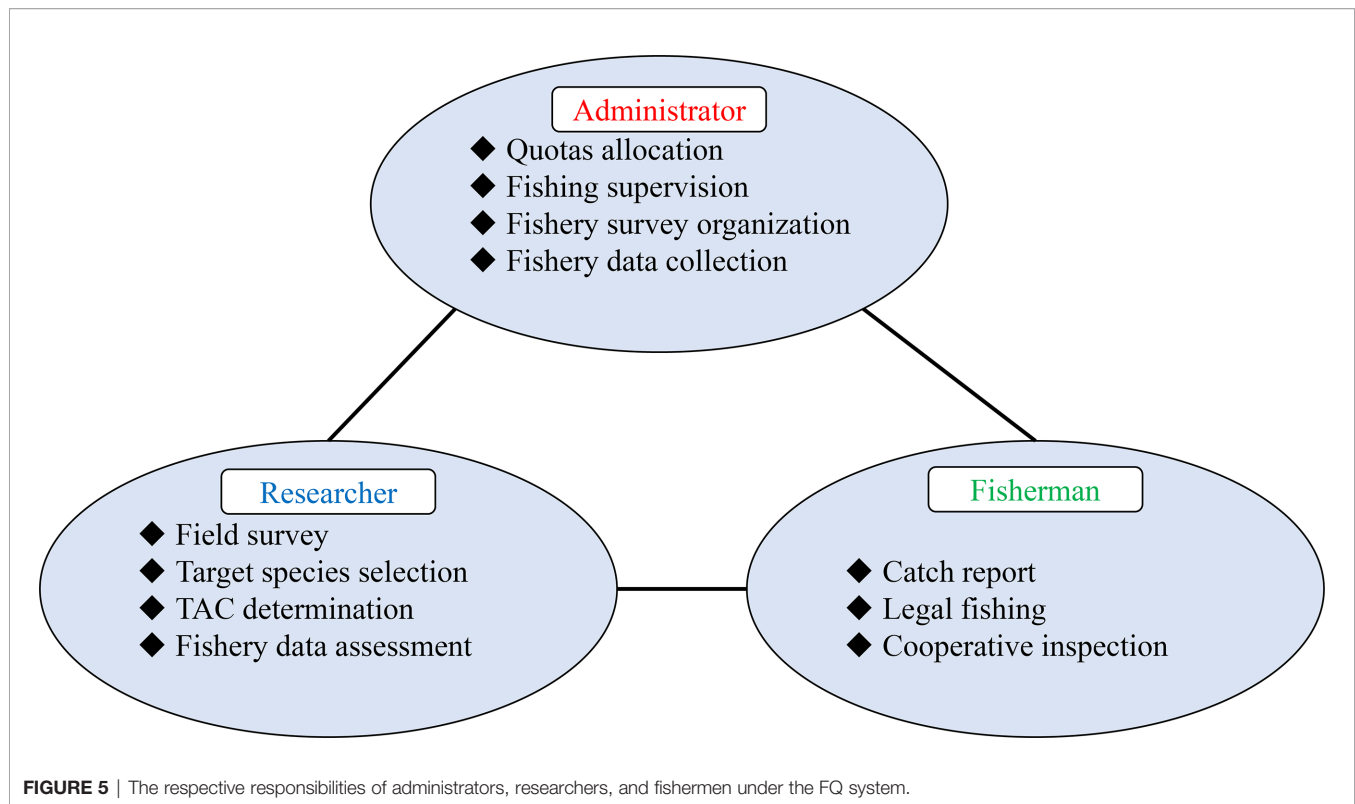 Administrator
◆ Quotas allocation
◆ Fishing supervision
◆ Fishery survey organization
◆ Fishery data collection
Researcher
◆ Field survey
◆ Target species selection
◆ TAC determination
◆ Fishery data assessment
Fisherman
◆ Catch report
◆ Legal fishing
◆ Cooperative inspection
FIGURE 5 | The respective responsibilities of administrators, researchers, and fishermen under the FQ system.